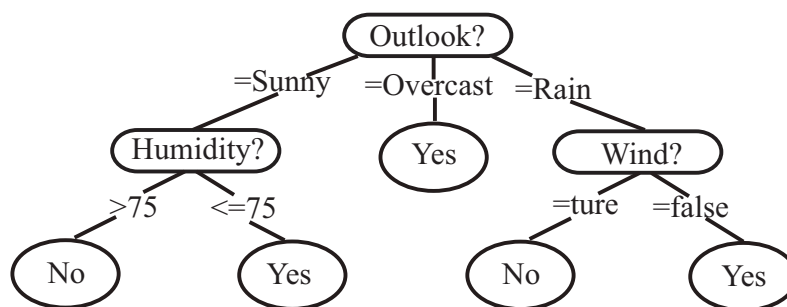 Outlook?
=Sunny =Overcast =Rain
Humidity? Yes Wind?
>75 <=75 =ture =false
No Yes No Yes